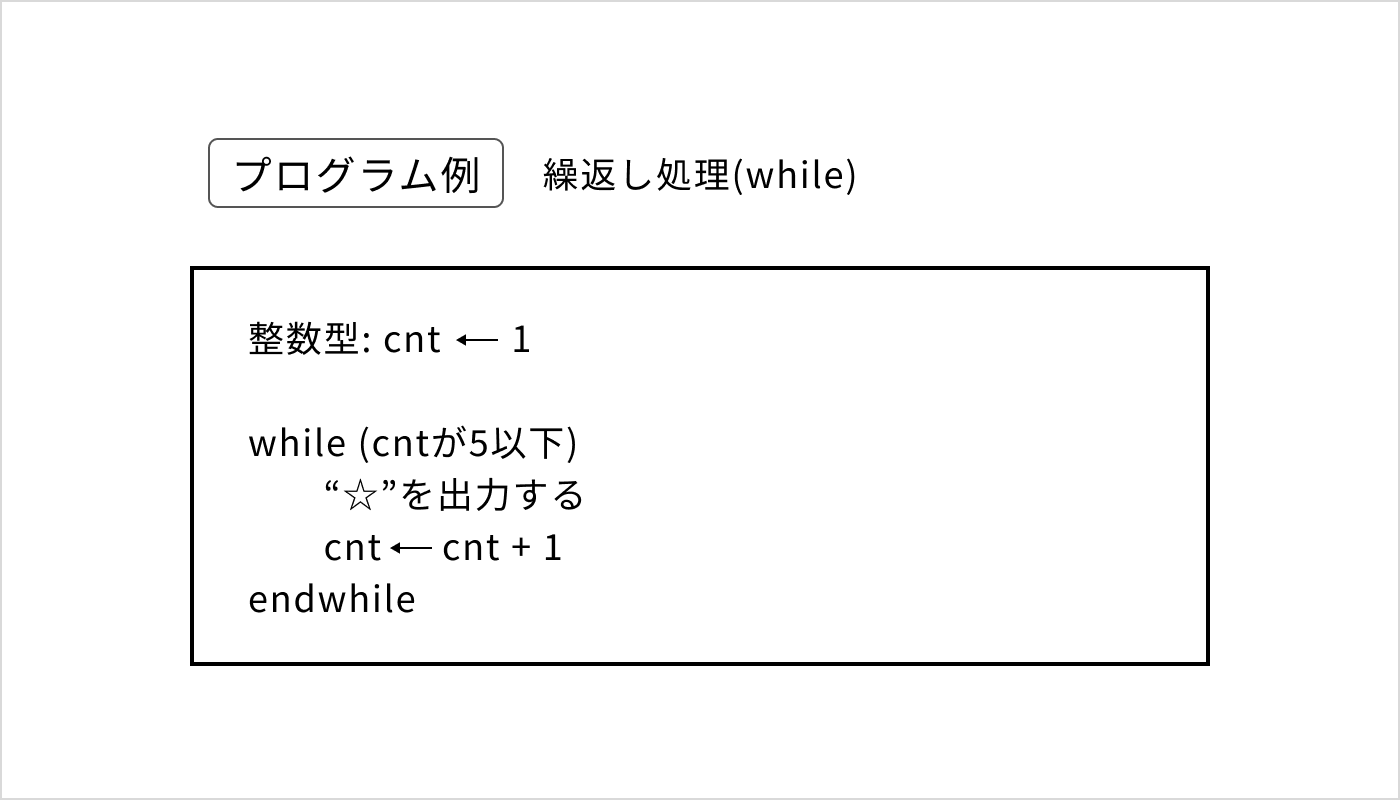 プログラム例 繰返し処理(while)
整数型: cnt ← 1
while (cntが5以下)
“☆”を出力する
cnt ← cnt + 1
endwhile